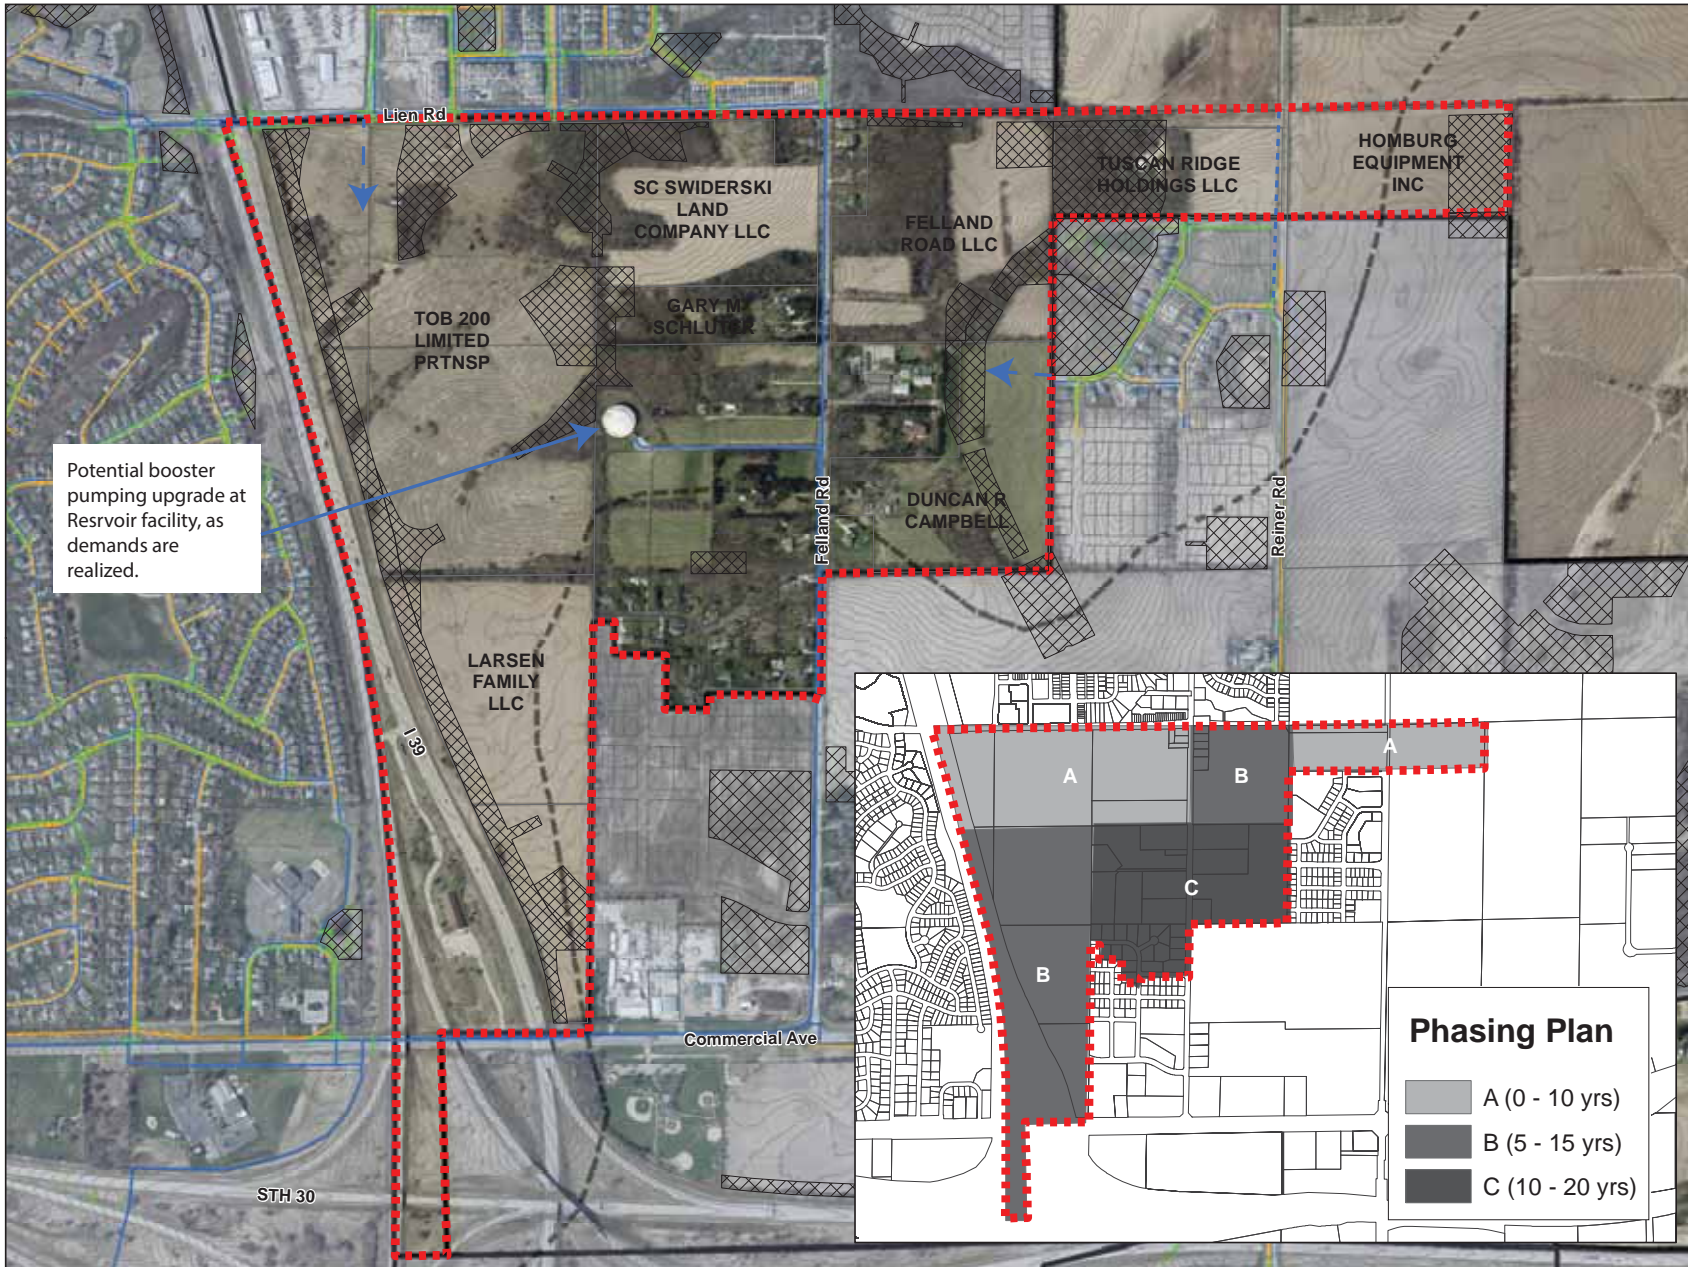 Lien Rd
HOMBURG
EQUIPMENT
INC
TUSCAN RIDGE
HOLDINGS LLC
SC SWIDERSKI
LAND
COMPANY LLC
FELLAND
ROAD LLC
GARY M
SCHLUTER
TOB 200
LIMITED
PRTNSP
Potential booster
pumping upgrade at
Resrvoir facility, as
demands are
realized.
Felland Rd
DUNCAN R
CAMPBELL
Reiner Rd
LARSEN
FAMILY
LLC
I 39
Commercial Ave
STH 30
A
A
B
C
B
Phasing Plan
A (0 - 10 yrs)
B (5 - 15 yrs)
C (10 - 20 yrs)